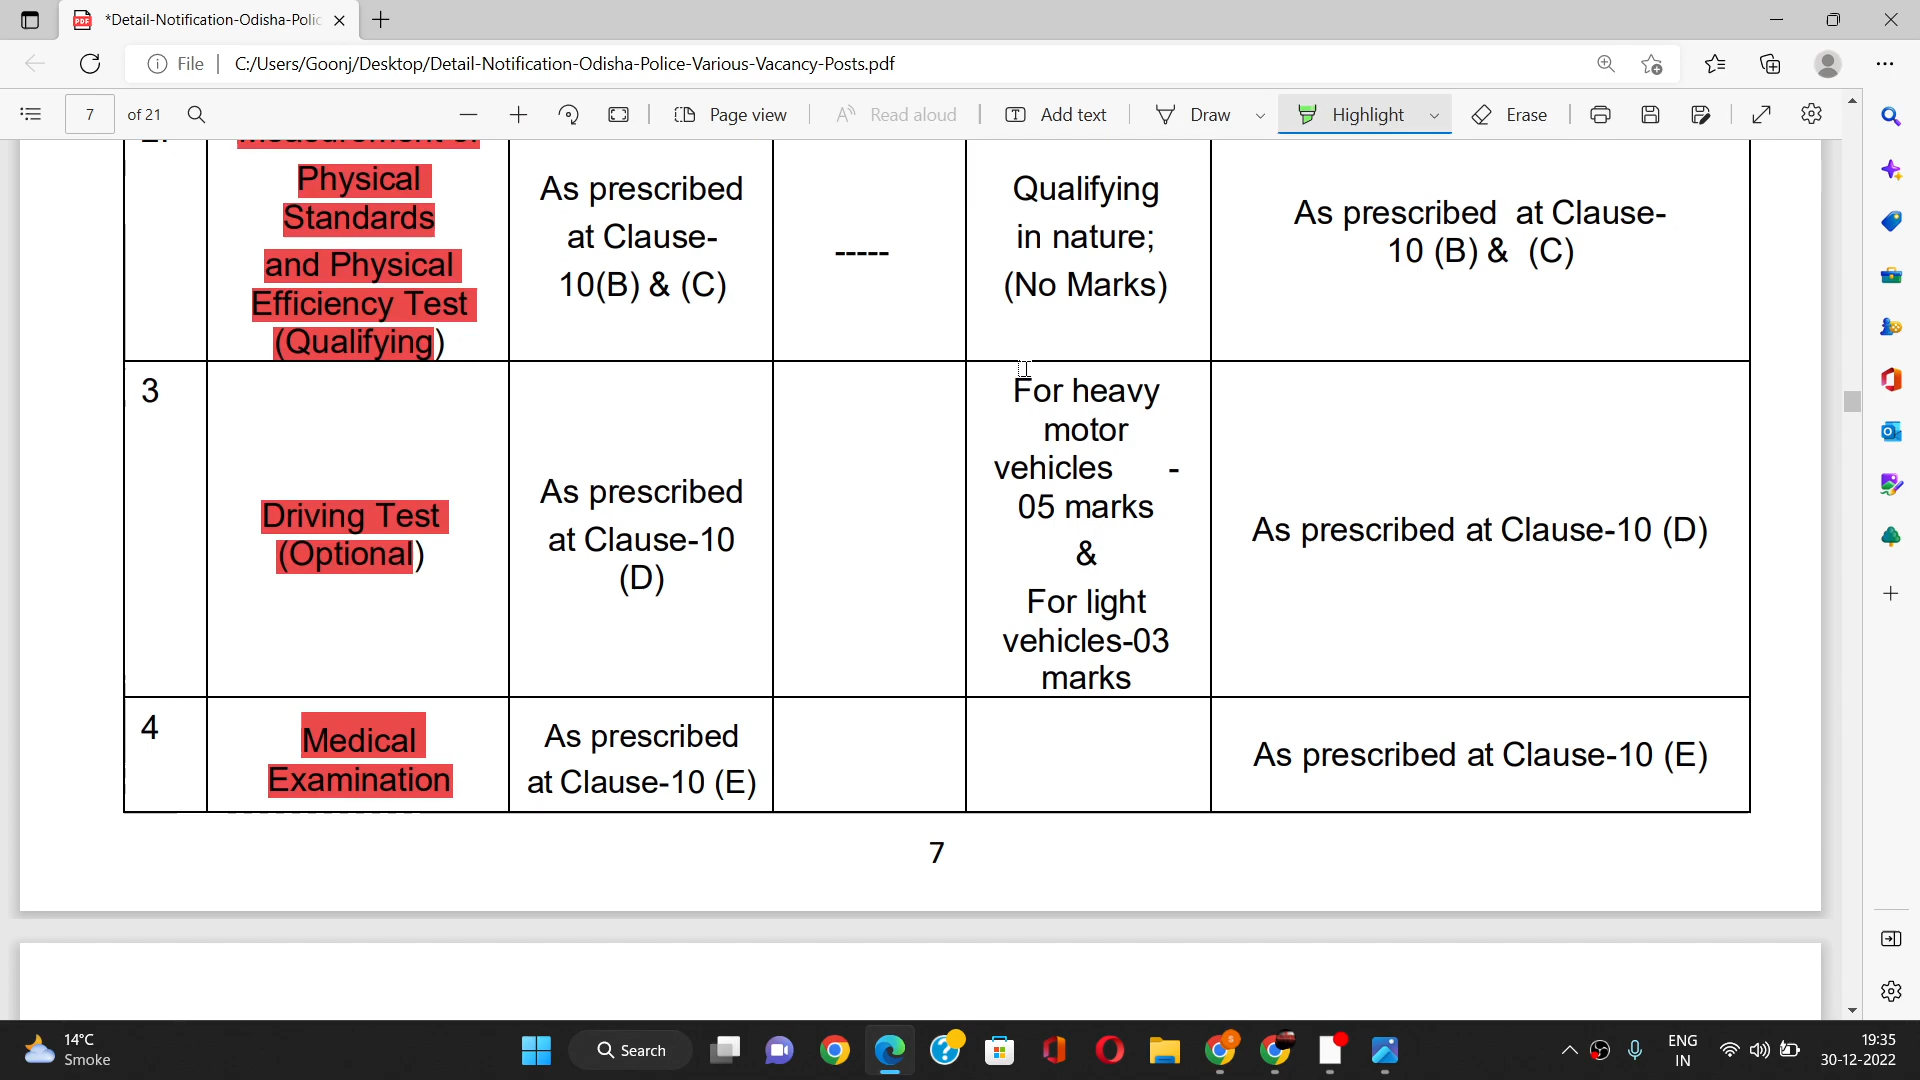 *Detail-Notification-Odisha-Polic
File
C:/Users/Goonj/Desktop/Detail-Notification-Odisha-Police-Various-Vacancy-Posts.pdf
7 of 21
Page view
Read aloud
Add text
Draw
Highlight
Erase
Physical
Standards
and Physical
Efficiency Test
(Qualifying)
As prescribed
at Clause-
10(B) & (C)
-----
Qualifying
in nature;
(No Marks)
As prescribed at Clause-
10 (B) & (C)
3
Driving Test
(Optional)
As prescribed
at Clause-10
(D)
For heavy
motor
vehicles -
05 marks
&
For light
vehicles-03
marks
As prescribed at Clause-10 (D)
4
Medical
Examination
As prescribed
at Clause-10 (E)
As prescribed at Clause-10 (E)
7
14°C
Smoke
Search
ENG
IN
19:35
30-12-2022